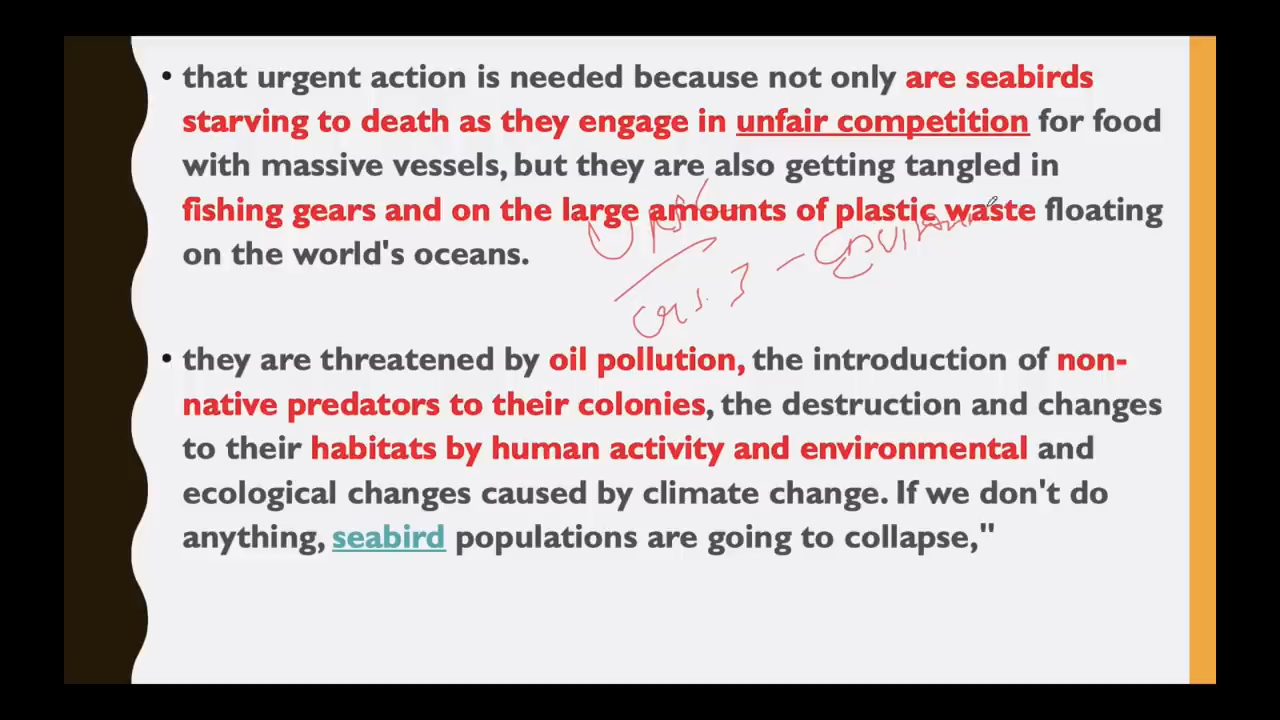 • that urgent action is needed because not only are seabirds
starving to death as they engage in unfair competition for food
with massive vessels, but they are also getting tangled in
fishing gears and on the large amounts of plastic waste floating
on the world's oceans.
• they are threatened by oil pollution, the introduction of non-
native predators to their colonies, the destruction and changes
to their habitats by human activity and environmental and
ecological changes caused by climate change. If we don't do
anything, seabird populations are going to collapse,"